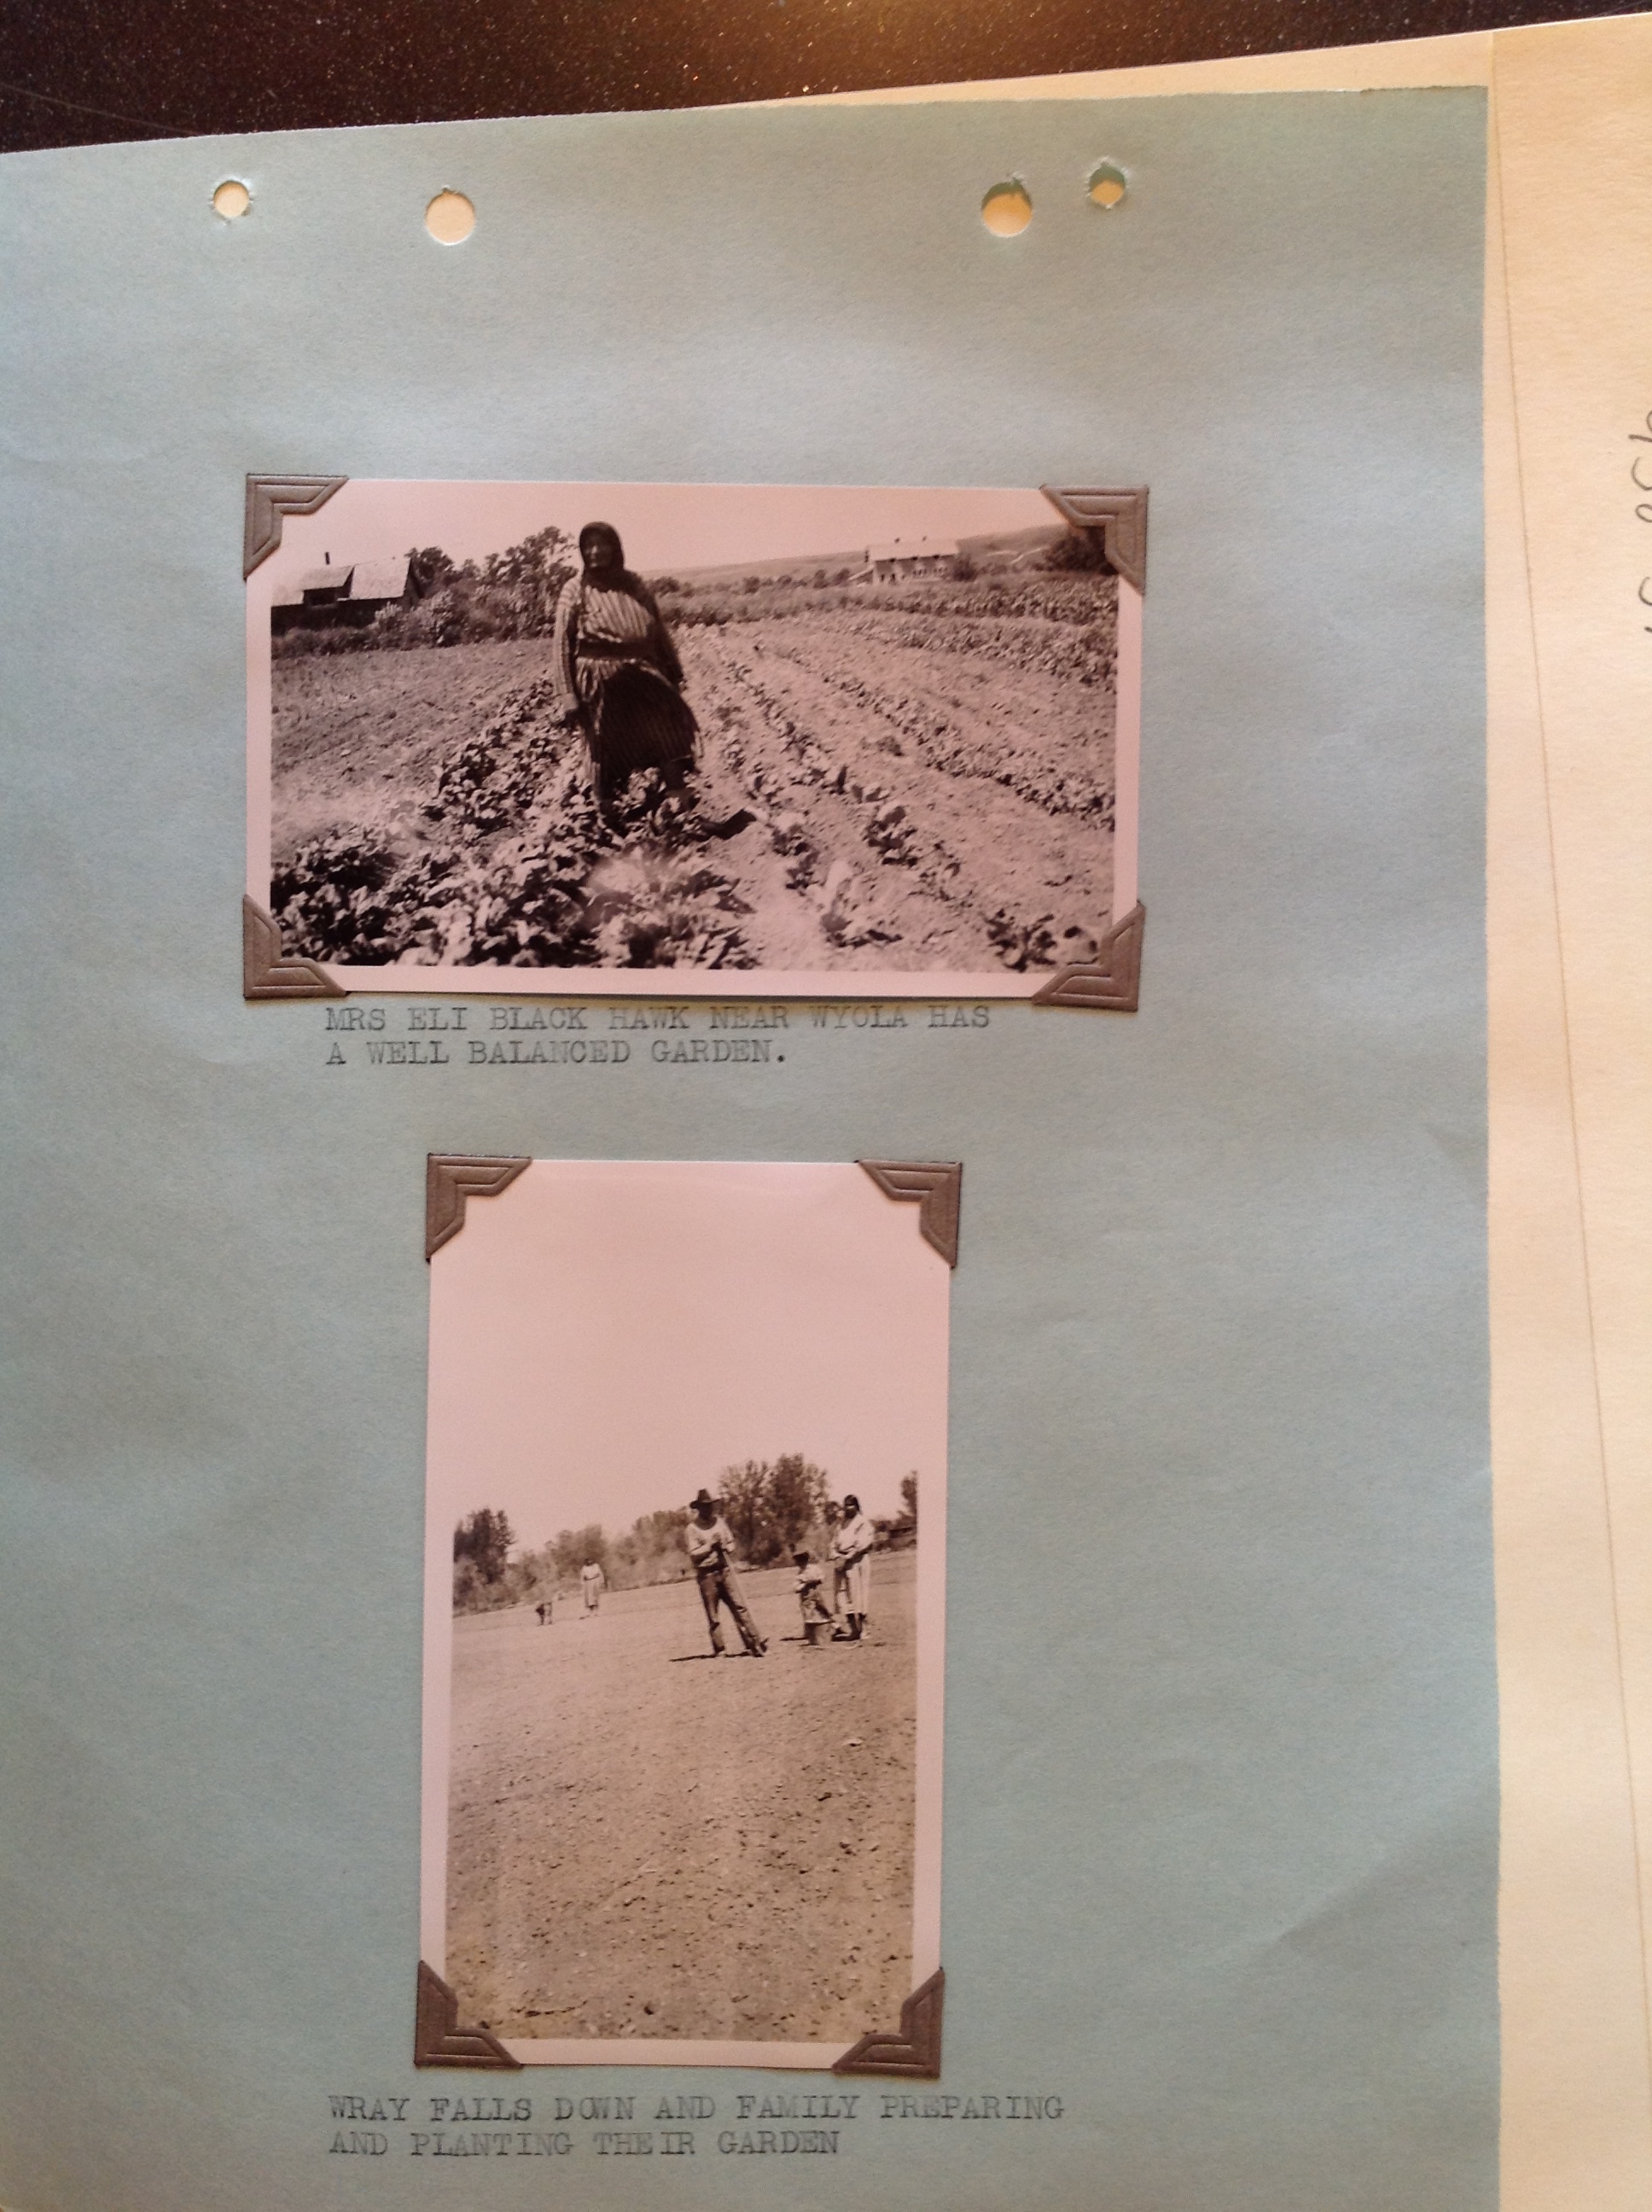 MRS ELI BLACK HAWK NEAR WYOLA HAS
A WELL BALANCED GARDEN.
WRAY FALLS DOWN AND FAMILY PREPARING
AND PLANTING THEIR GARDEN